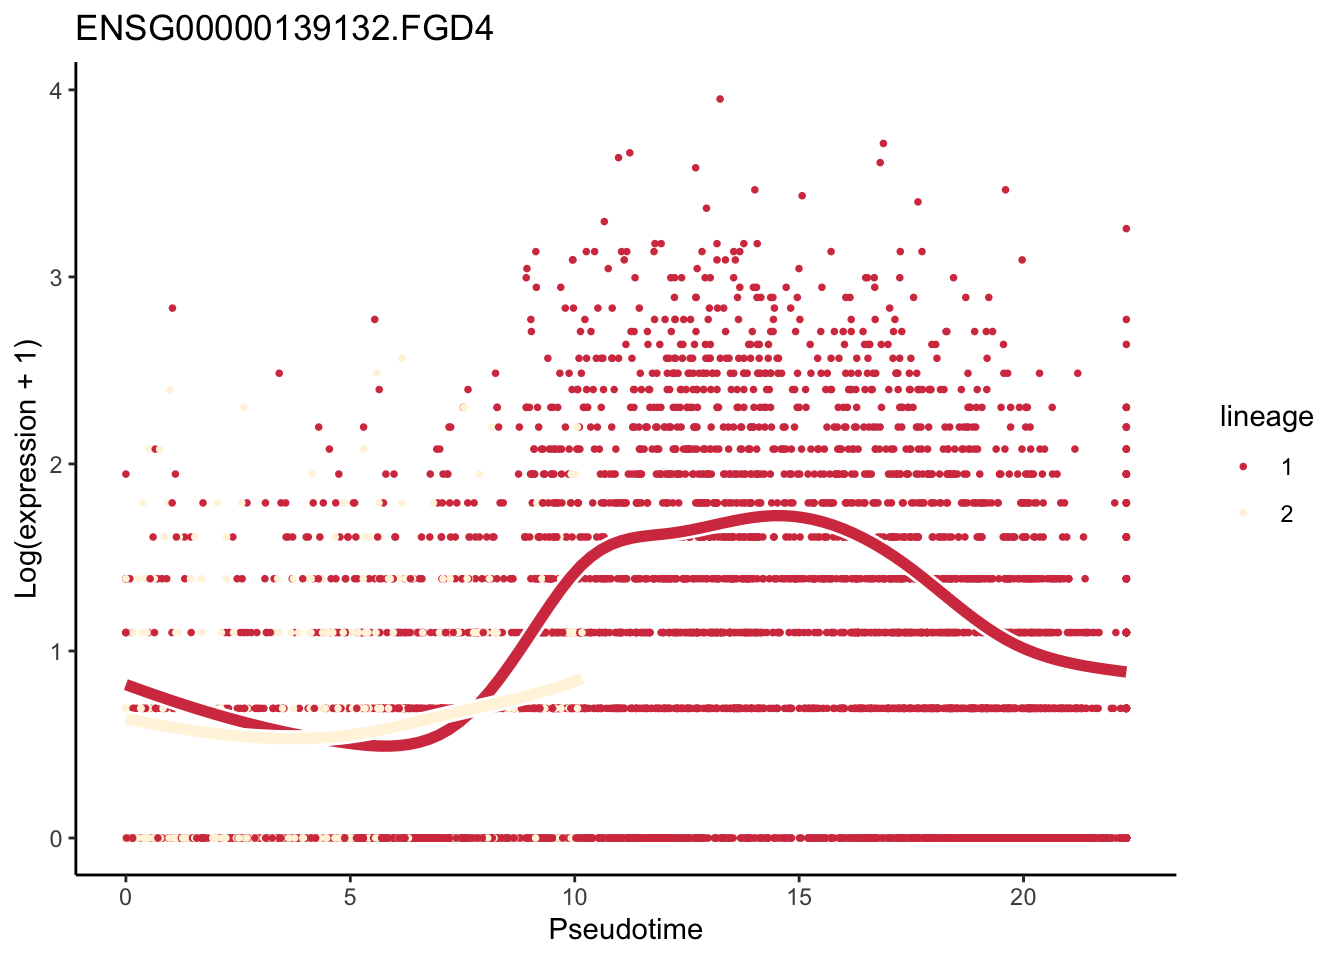 ENSG00000139132.FGD4
4
3
2
1
0
Log(expression + 1)
0 5 10 15 20
Pseudotime
lineage
1
2